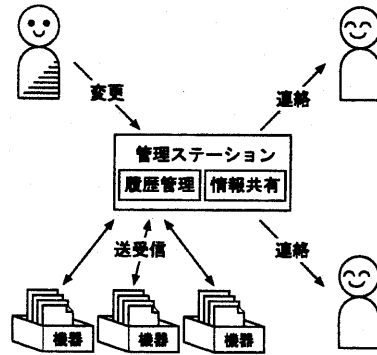 変更
連絡
管理ステーション
履歴管理
情報共有
送受信
連絡
機器
機器
機器